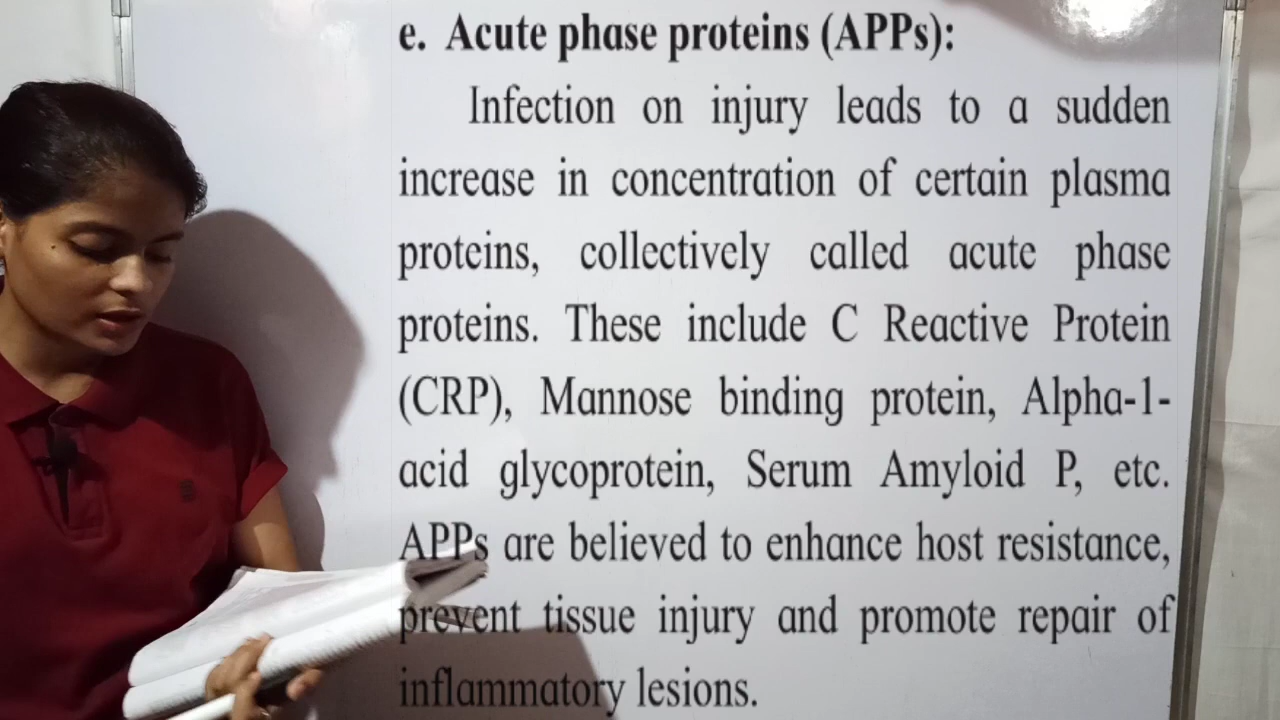 e. Acute phase proteins (APPs):
Infection on injury leads to a sudden
increase in concentration of certain plasma
proteins, collectively called acute phase
proteins. These include C Reactive Protein
(CRP), Mannose binding protein, Alpha-1-
acid glycoprotein, Serum Amyloid P, etc.
APPs are believed to enhance host resistance,
prevent tissue injury and promote repair of
inflammatory lesions.